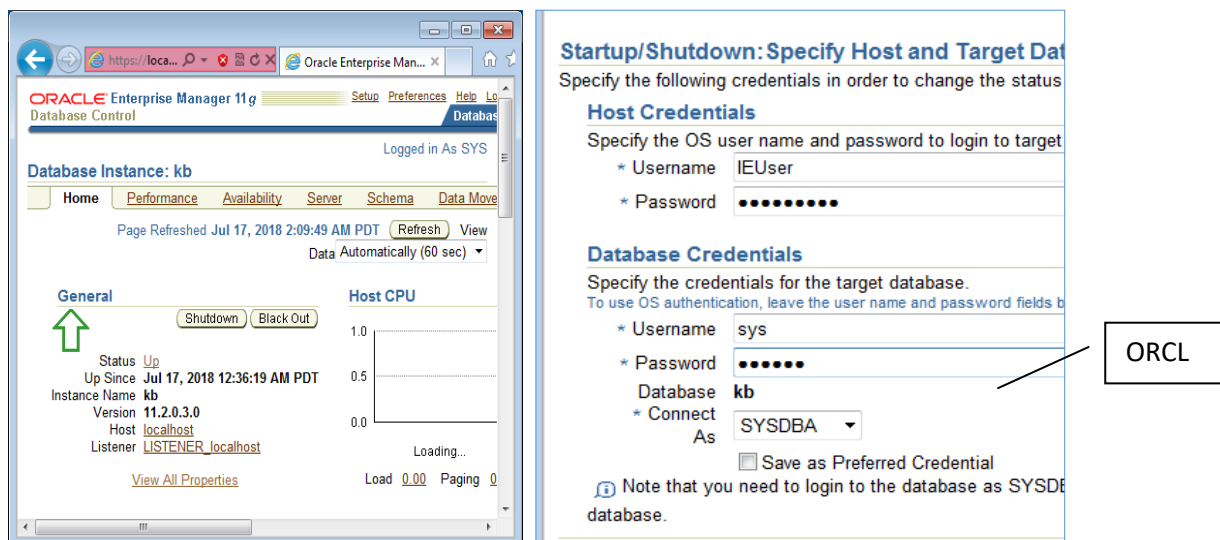 https://loca...
Oracle Enterprise Man...
ORACLE Enterprise Manager 11g
Database Control
Setup Preferences Help Lo
Databas
Logged in As SYS
Database Instance: kb
Home Performance Availability Server Schema Data Move
Page Refreshed Jul 17, 2018 2:09:49 AM PDT Refresh View
Data Automatically (60 sec)
General
Shutdown Black Out
Status Up
Up Since Jul 17, 2018 12:36:19 AM PDT
Instance Name kb
Version 11.2.0.3.0
Host localhost
Listener LISTENER_localhost
View All Properties
Host CPU
1.0
0.5
0.0
Loading...
Load 0.00 Paging 0
Startup/Shutdown: Specify Host and Target Dat
Specify the following credentials in order to change the status
Host Credentials
Specify the OS user name and password to login to target
* Username IEUser
* Password •••••••••
Database Credentials
Specify the credentials for the target database.
To use OS authentication, leave the user name and password fields b
* Username sys
* Password ••••••
Database kb
* Connect
As SYSDBA
Save as Preferred Credential
Note that you need to login to the database as SYSDB
database.
ORCL